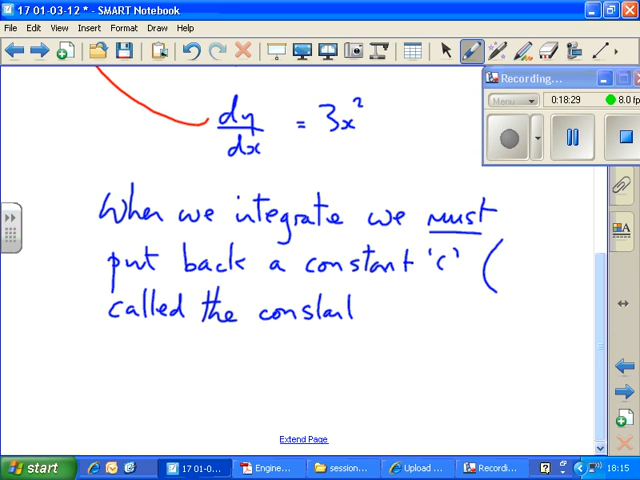 17 01-03-12 * - SMART Notebook
File Edit View Insert Format Draw Help
Recording...
Menu
0:18:29
8.0 fp
dy/dx = 3x²
When we integrate we must
put back a constant 'c' (
called the constant
Extend Page
start
17 01-0...
Engine...
session...
Upload ...
Recordi...
18:15